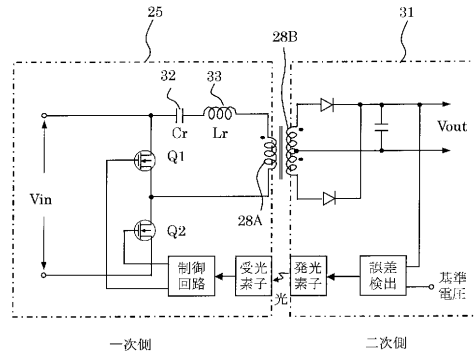 25
31
28B
32
33
Cr
Lr
Vout
Q1
Vin
28A
Q2
制御
回路
受光
素子
光
発光
素子
誤差
検出
基準
電圧
一次側
二次側